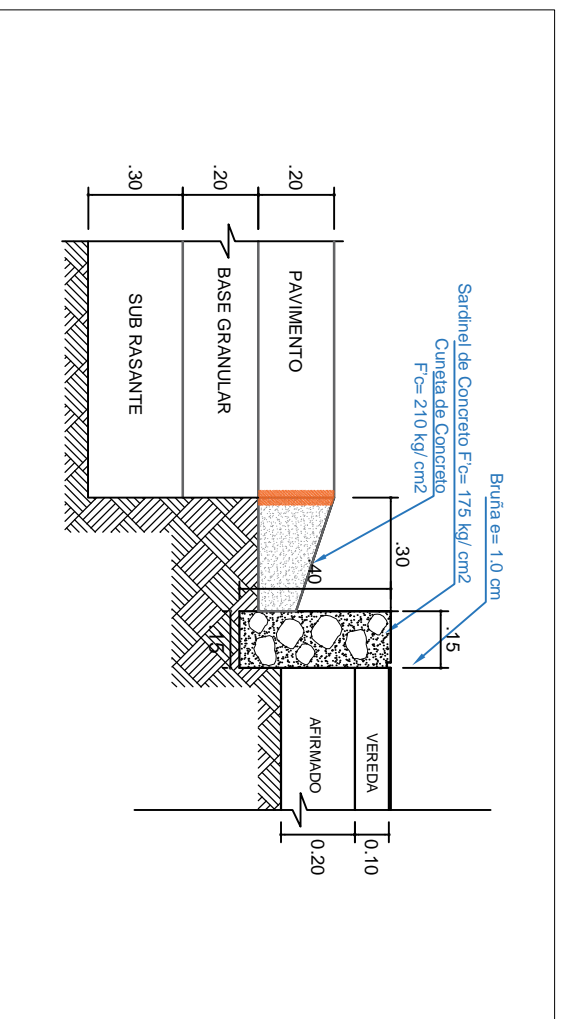 Bruña e= 1.0 cm
Sardinel de Concreto F'c= 175 kg/ cm2
Cuneta de Concreto
F'c= 210 kg/ cm2
.30
.15
.40
.15
.20
.20
.30
PAVIMENTO
BASE GRANULAR
SUB RASANTE
VEREDA
AFIRMADO
0.10
0.20